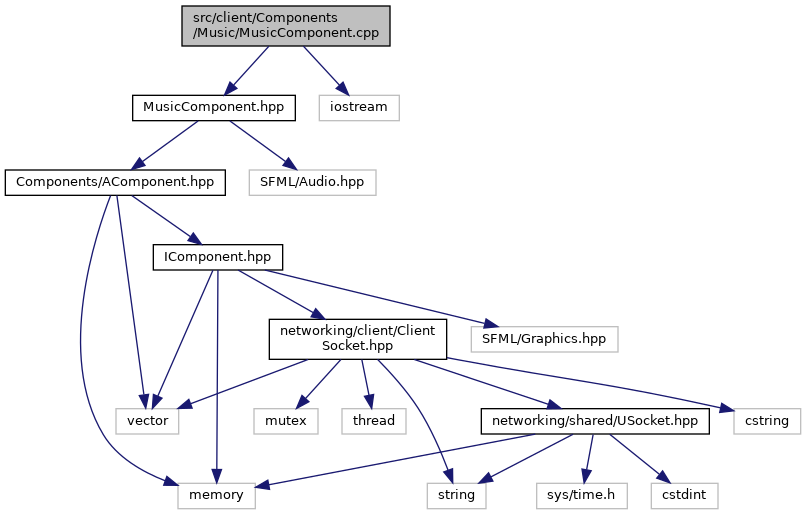 src/client/Components
/Music/MusicComponent.cpp
MusicComponent.hpp
iostream
Components/AComponent.hpp
SFML/Audio.hpp
IComponent.hpp
networking/client/Client
Socket.hpp
SFML/Graphics.hpp
vector
mutex
thread
networking/shared/USocket.hpp
cstring
memory
string
sys/time.h
cstdint